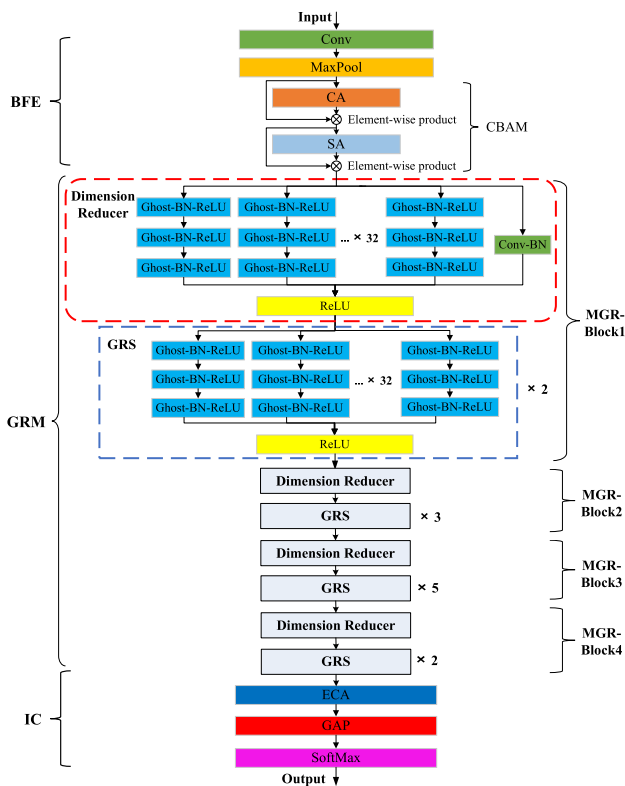 Input
Conv
MaxPool
BFE
CA
Element-wise product
CBAM
SA
Element-wise product
Dimension
Reducer
Ghost-BN-ReLU Ghost-BN-ReLU Ghost-BN-ReLU
Ghost-BN-ReLU Ghost-BN-ReLU ... × 32 Ghost-BN-ReLU
Conv-BN
Ghost-BN-ReLU Ghost-BN-ReLU Ghost-BN-ReLU
ReLU
MGR-
Block1
GRS
Ghost-BN-ReLU Ghost-BN-ReLU Ghost-BN-ReLU
Ghost-BN-ReLU Ghost-BN-ReLU ... × 32 Ghost-BN-ReLU
× 2
Ghost-BN-ReLU Ghost-BN-ReLU Ghost-BN-ReLU
GRM
ReLU
Dimension Reducer
GRS × 3
MGR-
Block2
Dimension Reducer
GRS × 5
MGR-
Block3
Dimension Reducer
GRS × 2
MGR-
Block4
ECA
IC
GAP
SoftMax
Output